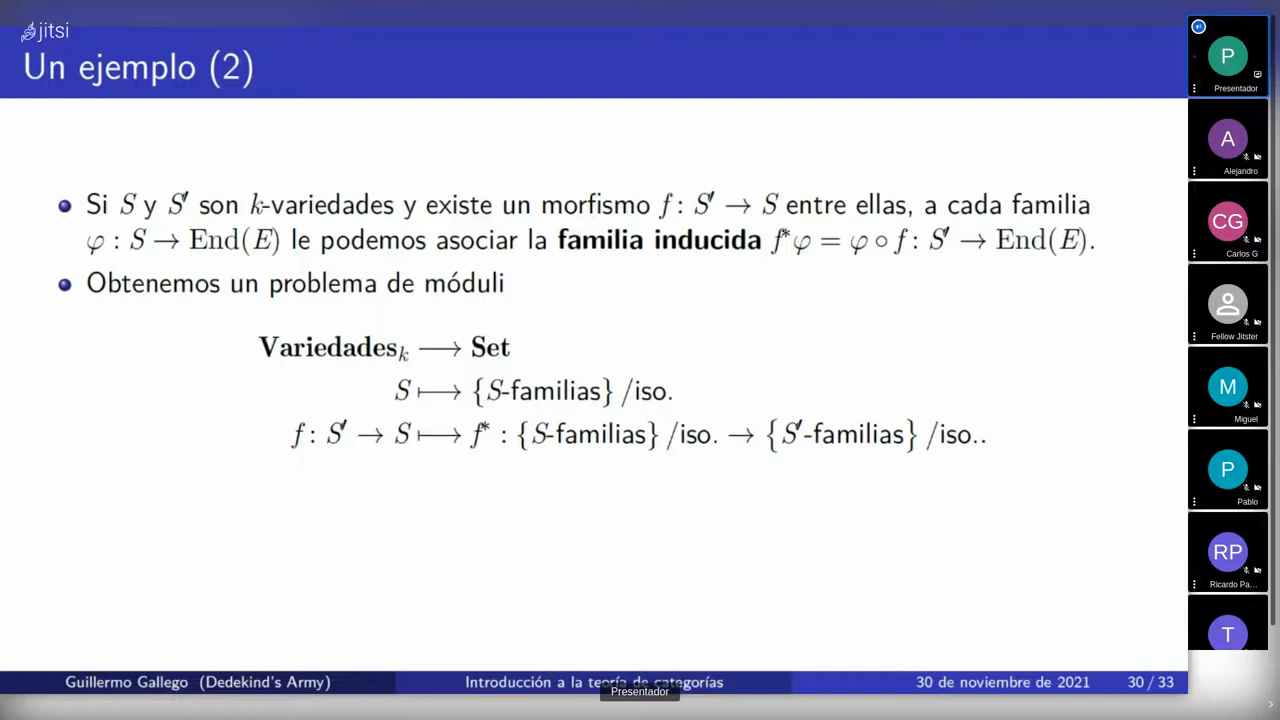 jitsi
Un ejemplo (2)
Si S y S′ son k-variedades y existe un morfismo f: S′ → S entre ellas, a cada familia
φ : S → End(E) le podemos asociar la familia inducida f*φ = φ ∘ f: S′ → End(E).
Obtenemos un problema de móduli
Variedades_k ⟶ Set
S ⟼ {S-familias} /iso.
f: S′ → S ⟼ f* : {S-familias} /iso. → {S′-familias} /iso..
Guillermo Gallego (Dedekind's Army)
Introducción a la teoría de categorías
30 de noviembre de 2021
30 / 33
Presentador
P
Presentador
A
Alejandro
CG
Carlos G
Fellow Jitster
M
Miguel
P
Pablo
RP
Ricardo Pa...
T